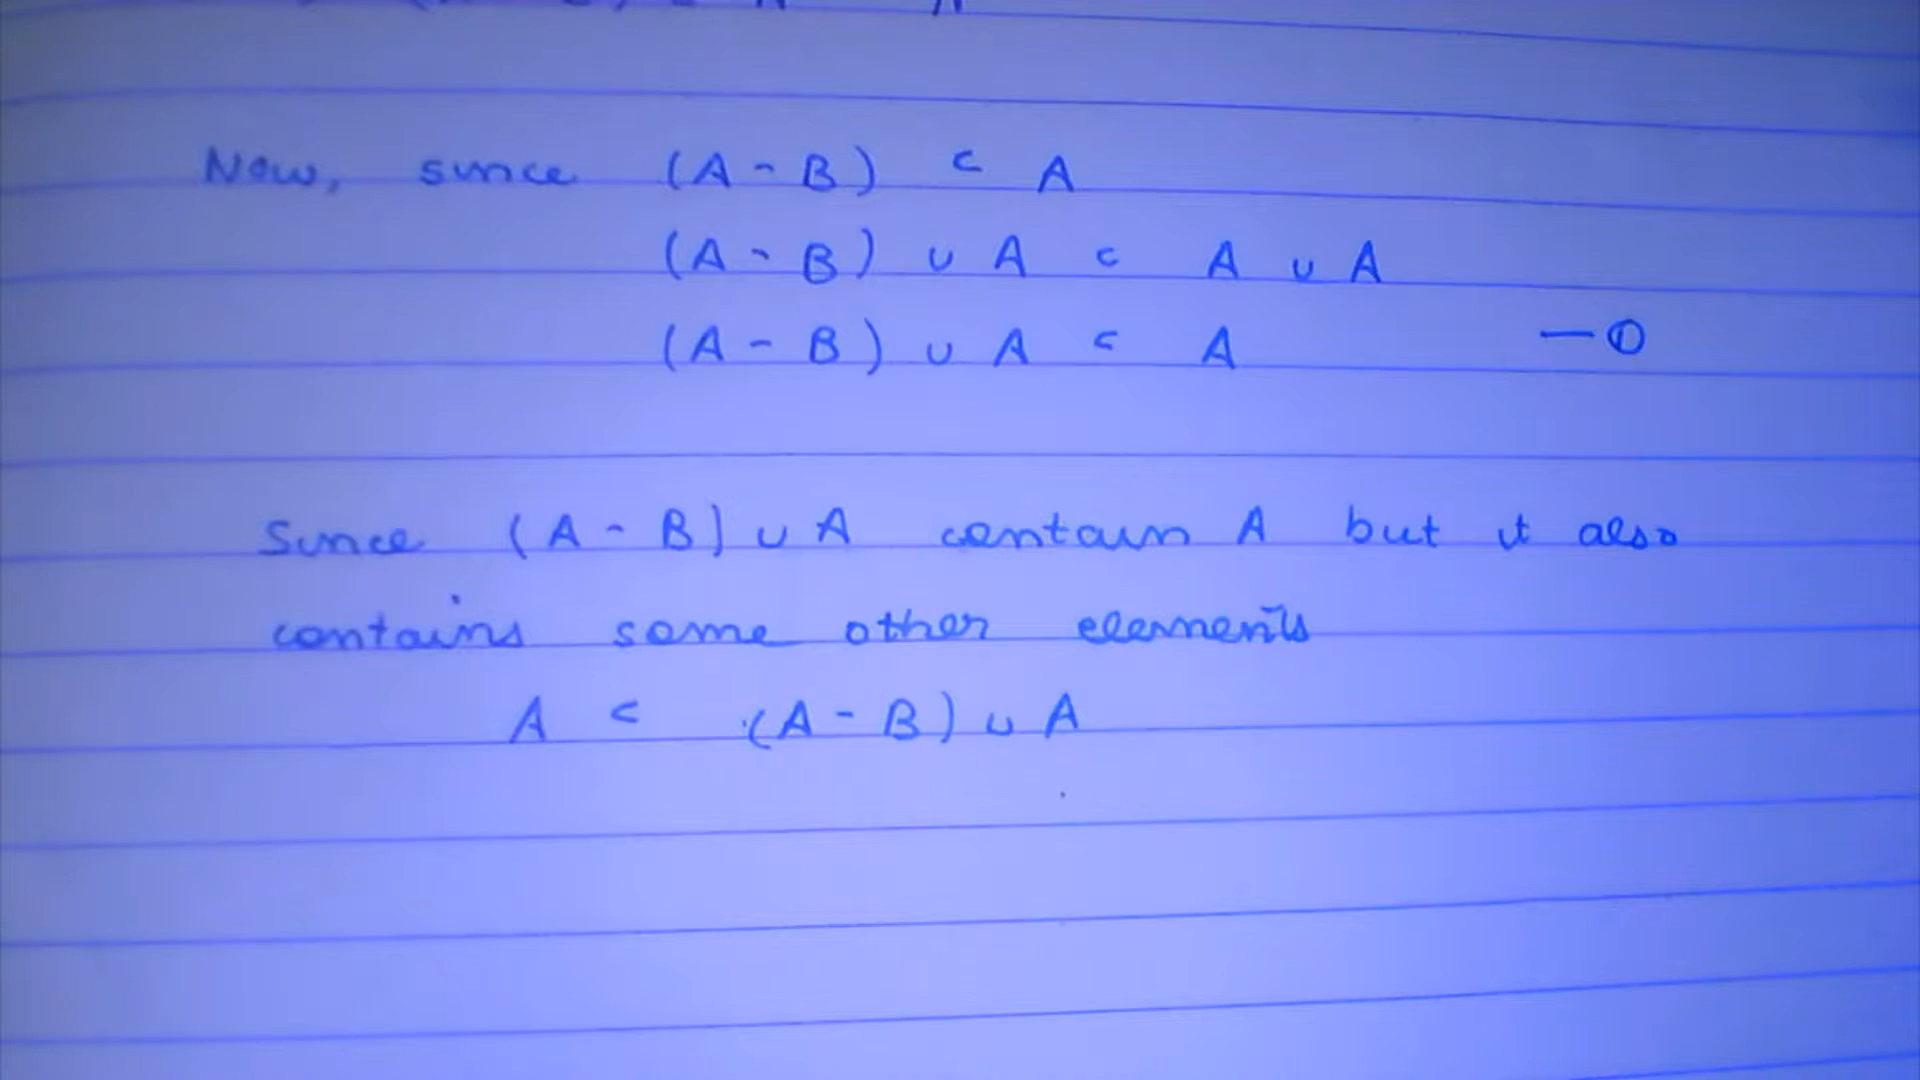 Now, since (A - B) ⊂ A
(A - B) ∪ A ⊂ A ∪ A
(A - B) ∪ A ⊂ A — ①
Since (A - B) ∪ A contain A but it also
contains some other elements
A ⊂ (A - B) ∪ A